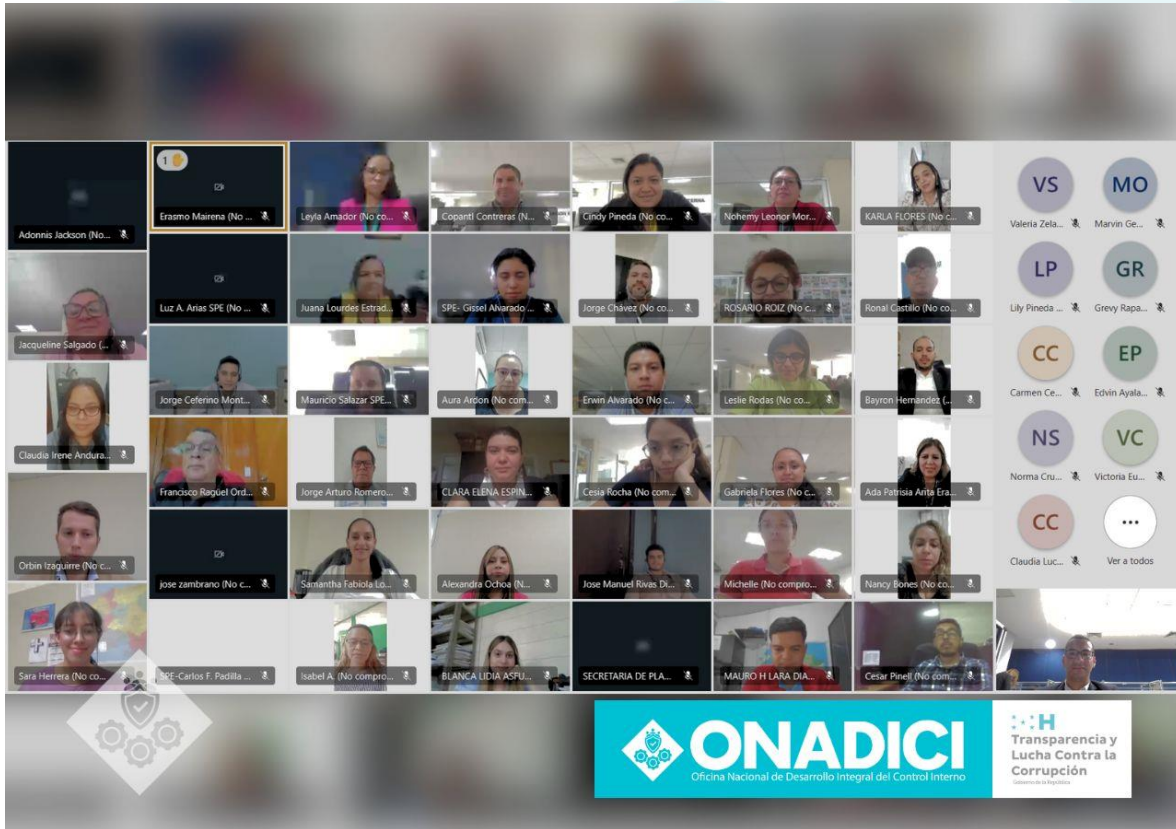 Adonnis Jackson (No...
1
Erasmo Mairena (No ...
Leyla Amador (No co...
Copantl Contreras (N...
Cindy Pineda (No co...
Nohemy Leonor Mor...
KARLA FLORES (No c...
VS
MO
Valeria Zela...
Marvin Ge...
Jacqueline Salgado (...
Luz A. Arias SPE (No ...
Juana Lourdes Estrad...
SPE- Gissel Alvarado ...
Jorge Chávez (No co...
ROSARIO ROIZ (No c...
Ronal Castillo (No co...
LP
GR
Lily Pineda ...
Grevy Rapa...
Claudia Irene Andura...
Jorge Ceferino Mont...
Mauricio Salazar SPE...
Aura Ardon (No com...
Erwin Alvarado (No c...
Leslie Rodas (No co...
Bayron Hernandez (...
CC
EP
Carmen Ce...
Edvin Ayala...
Orbin Izaguirre (No c...
Francisco Ragüel Ord...
Jorge Arturo Romero...
CLARA ELENA ESPIN...
Cesia Rocha (No com...
Gabriela Flores (No c...
Ada Patrisia Arita Era...
NS
VC
Norma Cru...
Victoria Eu...
jose zambrano (No c...
Samantha Fabiola Lo...
Alexandra Ochoa (N...
Jose Manuel Rivas Di...
Michelle (No compro...
Nancy Bones (No co...
CC
...
Claudia Luc...
Ver a todos
Sara Herrera (No co...
SPE-Carlos F. Padilla ...
Isabel A. (No compro...
BLANCA LIDIA ASFU...
SECRETARIA DE PLA...
MAURO H LARA DIA...
Cesar Pinell (No com...
ONADICI
Oficina Nacional de Desarrollo Integral del Control Interno
H
Transparencia y
Lucha Contra la
Corrupción
Gobierno de la República